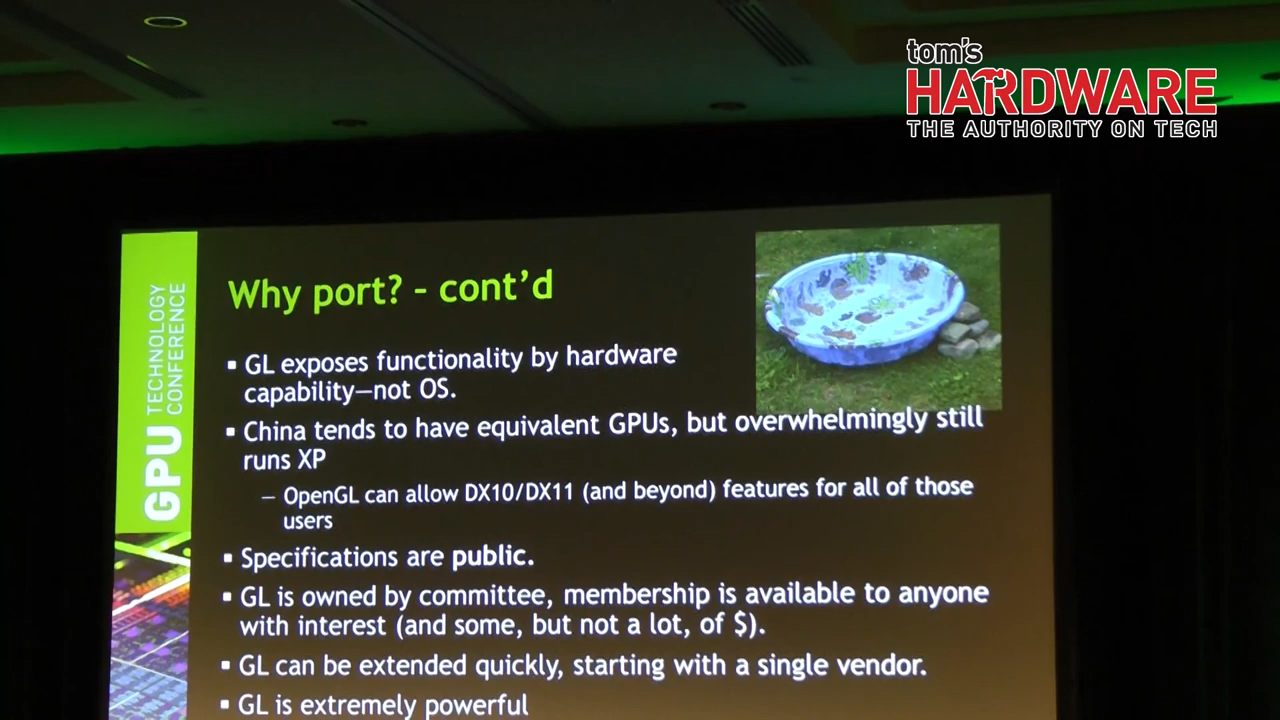 tom's
HARDWARE
THE AUTHORITY ON TECH
GPU TECHNOLOGY
CONFERENCE
Why port? – cont'd
▪ GL exposes functionality by hardware
capability—not OS.
▪ China tends to have equivalent GPUs, but overwhelmingly still
runs XP
– OpenGL can allow DX10/DX11 (and beyond) features for all of those
users
▪ Specifications are public.
▪ GL is owned by committee, membership is available to anyone
with interest (and some, but not a lot, of $).
▪ GL can be extended quickly, starting with a single vendor.
▪ GL is extremely powerful